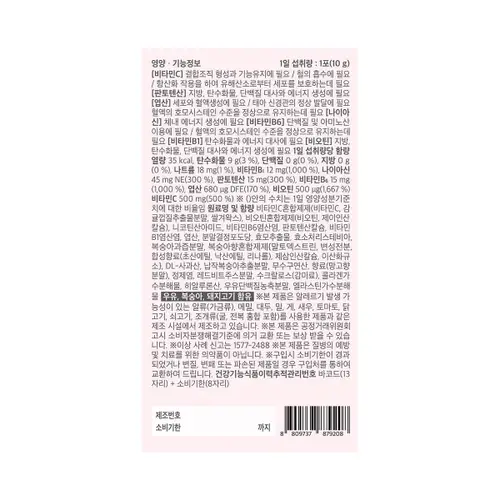 영양 · 기능정보 1일 섭취량 : 1포(10 g)
[비타민C] 결합조직 형성과 기능유지에 필요 / 철의 흡수에 필요
/ 항산화 작용을 하여 유해산소로부터 세포를 보호하는데 필요
[판토텐산] 지방, 탄수화물, 단백질 대사와 에너지 생성에 필요
[엽산] 세포와 혈액생성에 필요 / 태아 신경관의 정상 발달에 필요
혈액의 호모시스테인 수준을 정상으로 유지하는데 필요 [나이아
신] 체내 에너지 생성에 필요 [비타민B6] 단백질 및 아미노산
이용에 필요 / 혈액의 호모시스테인 수준을 정상으로 유지하는데
필요 [비타민B1] 탄수화물과 에너지 대사에 필요 [비오틴] 지방,
탄수화물, 단백질 대사와 에너지 생성에 필요 1일 섭취량당 함량
열량 35 kcal, 탄수화물 9 g(3 %), 단백질 0 g(0 %), 지방 0 g
(0 %), 나트륨 18 mg(1 %), 비타민B₁ 12 mg(1,000 %), 나이아신
45 mg NE(300 %), 판토텐산 15 mg(300 %), 비타민B₆ 15 mg
(1,000 %), 엽산 680 μg DFE(170 %), 비오틴 500 μg(1,667 %)
비타민C 500 mg(500 %) ※ ()안의 수치는 1일 영양성분기준치
에 대한 비율임 원료명 및 함량 비타민C혼합제제(비타민C, 감
귤껍질추출물분말, 쌀겨왁스), 비오틴혼합제제(비오틴, 제이인산
칼슘), 니코틴산아미드, 비타민B6염산염, 판토텐산칼슘, 비타민
B1염산염, 엽산, 분말결정포도당, 효모추출물, 효소처리스테비아,
복숭아과즙분말, 복숭아향혼합제제(말토덱스트린, 변성전분,
합성향료(초산에틸, 낙산에틸, 리나롤), 제삼인산칼슘, 이산화규
소), DL-사과산, 납작복숭아추출분말, 무수구연산, 향료(망고향
분말), 정제염, 레드비트주스분말, 수크랄로스(감미료), 콜라겐가
수분해물, 히알루론산, 우유단백질농축분말, 엘라스틴가수분해
물 우유, 복숭아, 돼지고기 함유 ※본 제품은 알레르기 발생 가
능성이 있는 알류(가금류), 메밀, 대두, 밀, 게, 새우, 토마토, 닭
고기, 쇠고기, 조개류(굴, 전복 홍합 포함)를 사용한 제품과 같은
제조 시설에서 제조하고 있습니다. ※본 제품은 공정거래위원회
고시 소비자분쟁해결기준에 의거 교환 또는 보상 받을 수 있
습니다. ※이상 사례 신고는 1577-2488 ※본 제품은 질병의 예방
및 치료를 위한 의약품이 아닙니다. ※구입시 소비기한이 경과
되었거나 변질, 변패 또는 파손된 제품일 경우 구입처를 통하여
교환하여 드립니다. 건강기능식품이력추적관리번호 바코드(13
자리) + 소비기한(8자리)
제조번호
소비기한 까지
8 809737 879208